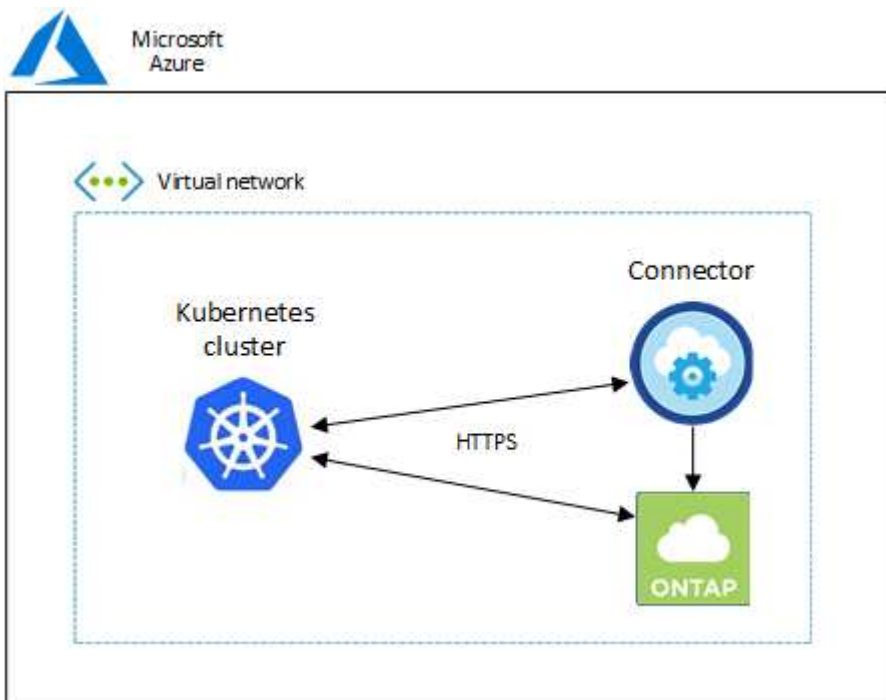 Microsoft
Azure
Virtual network
Connector
Kubernetes
cluster
HTTPS
ONTAP